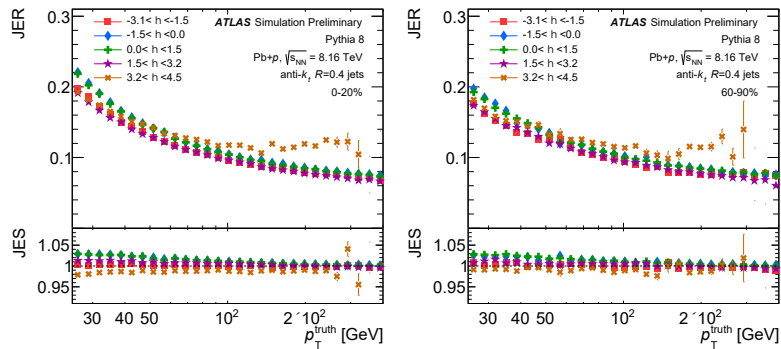 JER
-3.1< h <-1.5
-1.5< h <0.0
0.0< h <1.5
1.5< h <3.2
3.2< h <4.5
ATLAS Simulation Preliminary
Pythia 8
Pb+p, √sNN = 8.16 TeV
anti-kt R=0.4 jets
0-20%
0.3
0.2
0.1
JES
1.05
1
0.95
30 40 50 10² 2·10²
pT^truth [GeV]
JER
-3.1< h <-1.5
-1.5< h <0.0
0.0< h <1.5
1.5< h <3.2
3.2< h <4.5
ATLAS Simulation Preliminary
Pythia 8
Pb+p, √sNN = 8.16 TeV
anti-kt R=0.4 jets
60-90%
0.3
0.2
0.1
JES
1.05
1
0.95
30 40 50 10² 2·10²
pT^truth [GeV]